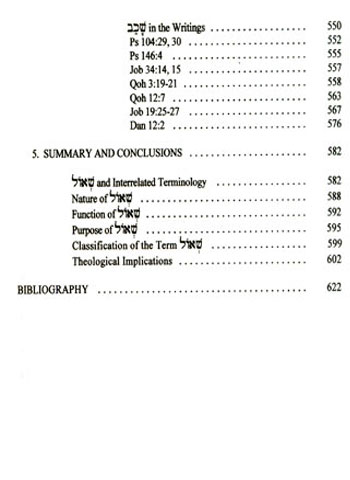 שָׁכַב in the Writings .................. 550
Ps 104:29, 30 ...................... 552
Ps 146:4 ........................... 555
Job 34:14, 15 ...................... 557
Qoh 3:19-21 ........................ 558
Qoh 12:7 ........................... 563
Job 19:25-27 ....................... 567
Dan 12:2 ........................... 576
5. SUMMARY AND CONCLUSIONS ...................... 582
שְׁאוֹל and Interrelated Terminology ................. 582
Nature of שְׁאוֹל .................................... 588
Function of שְׁאוֹל .................................. 592
Purpose of שְׁאוֹל ................................... 595
Classification of the Term שְׁאוֹל .................... 599
Theological Implications ........................ 602
BIBLIOGRAPHY ....................................... 622